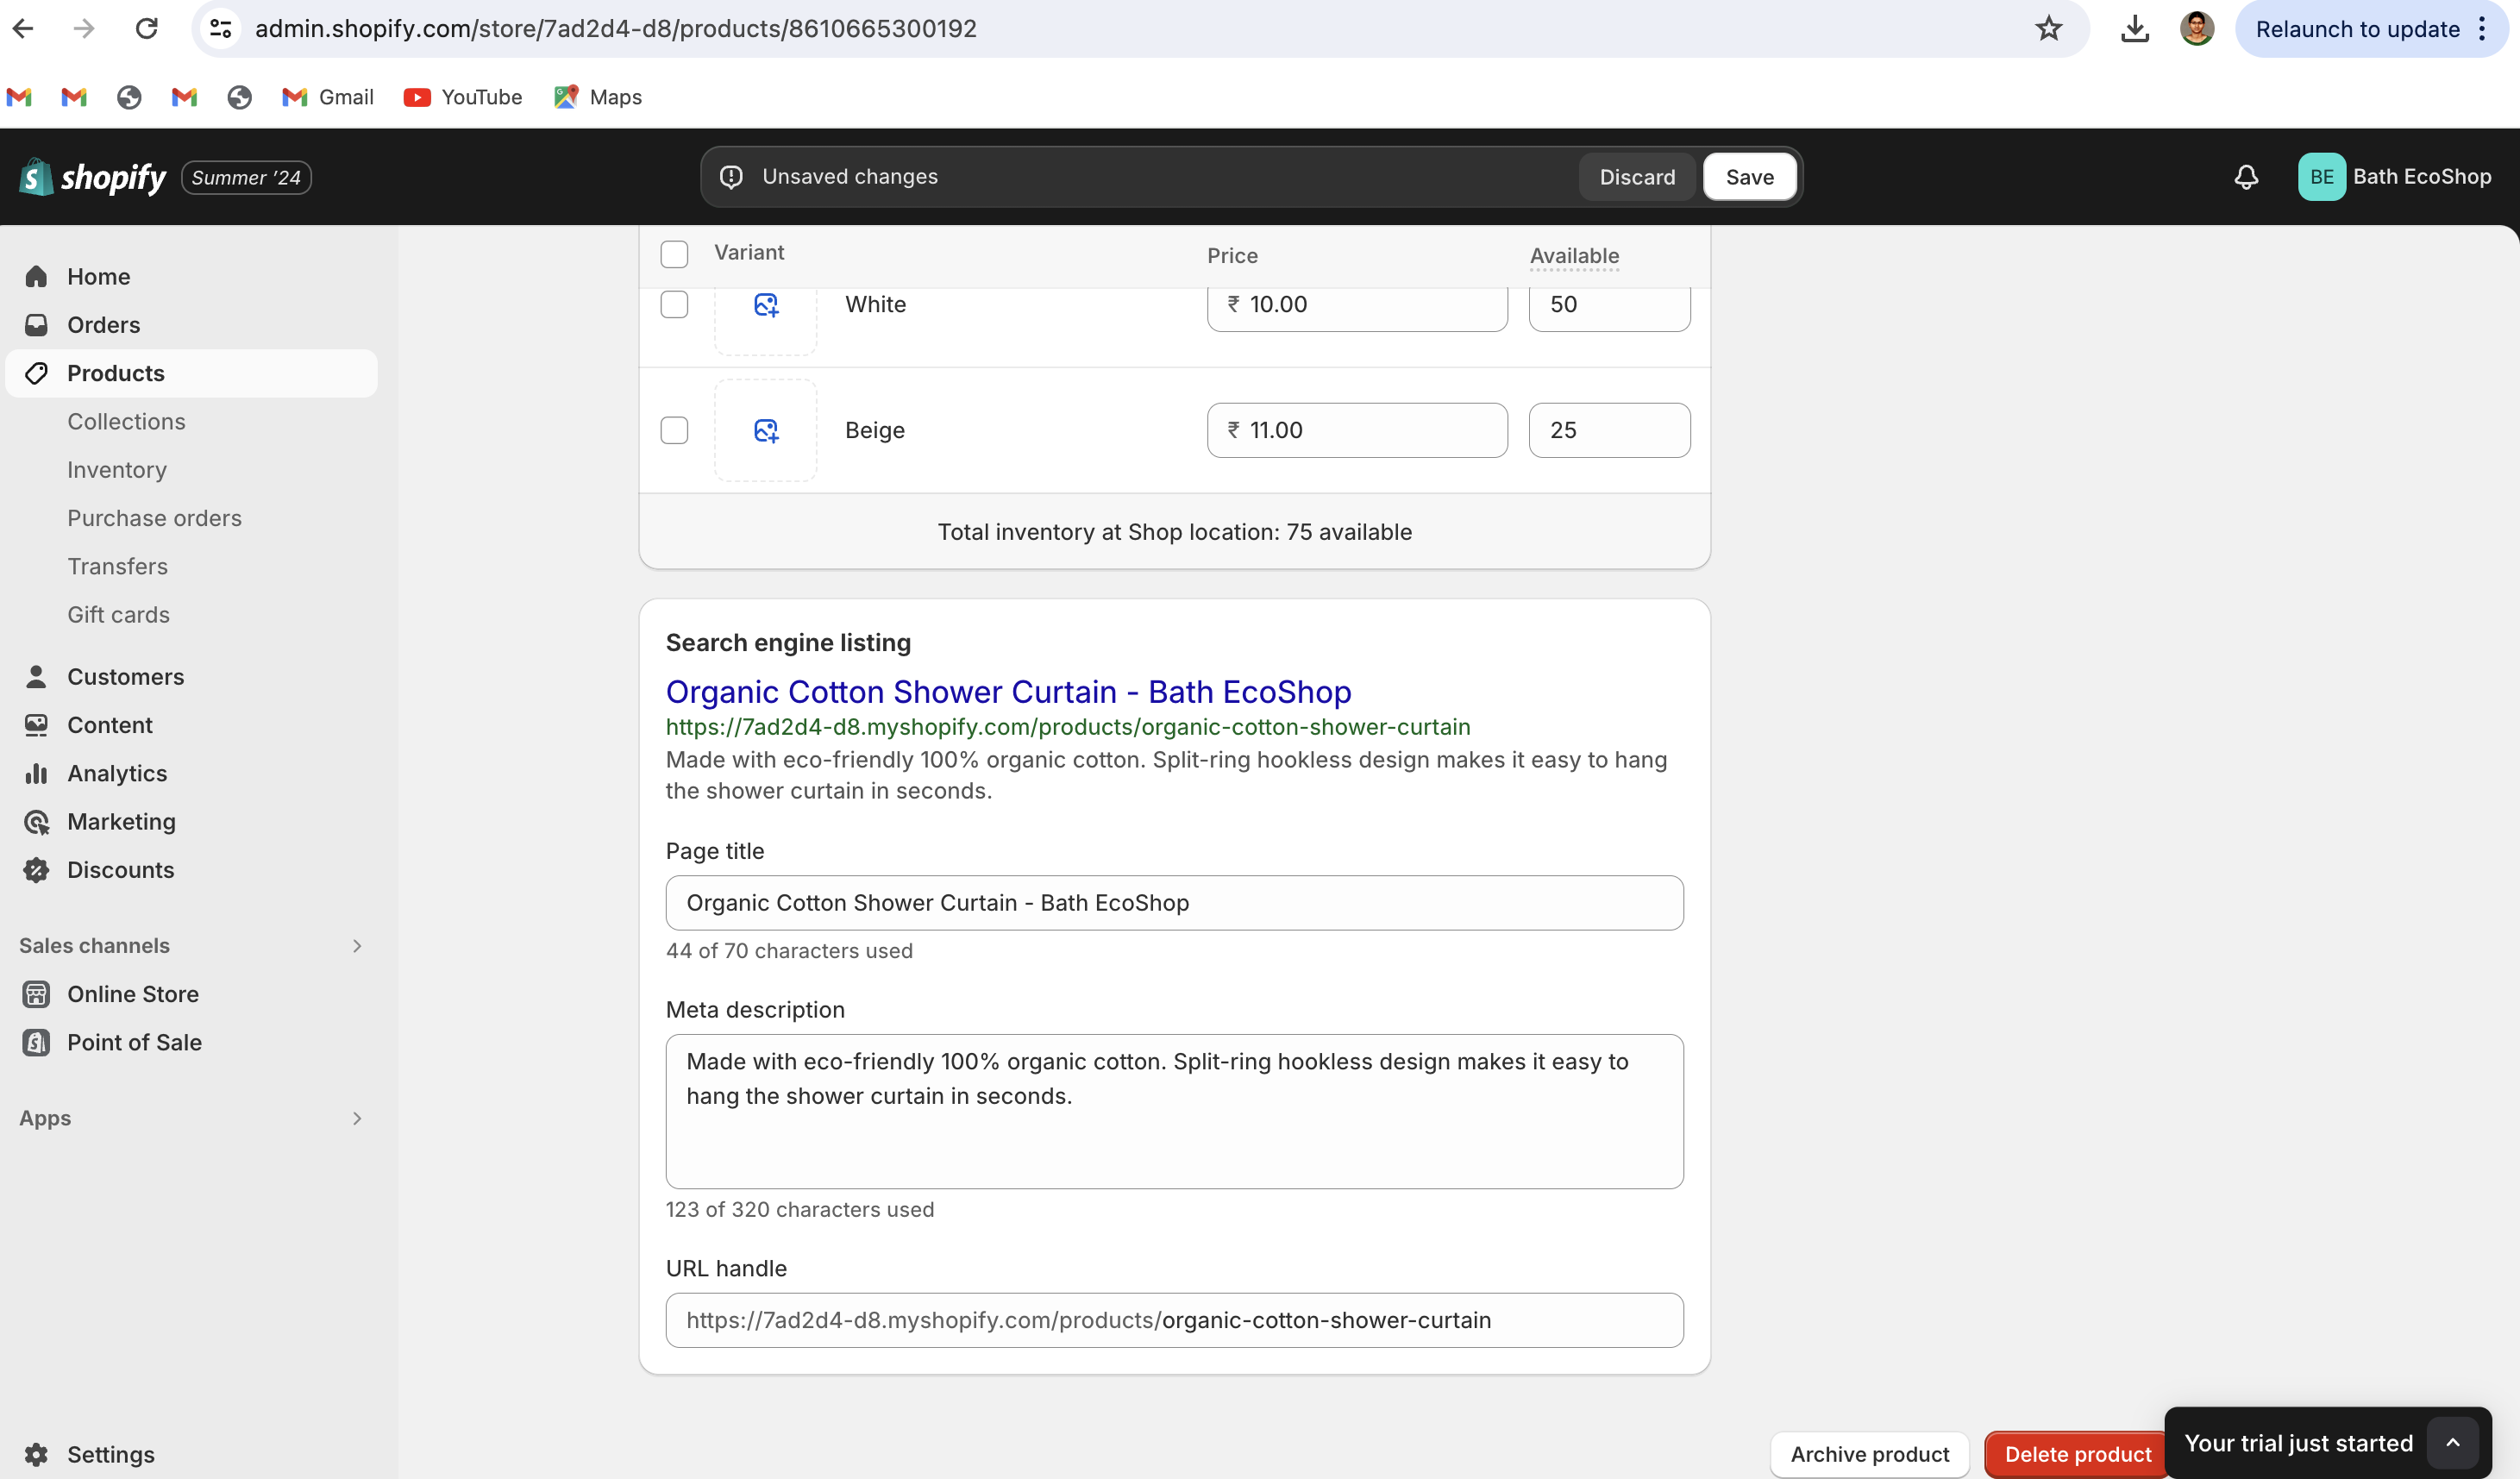 admin.shopify.com/store/7ad2d4-d8/products/8610665300192
Relaunch to update
Gmail
YouTube
Maps
shopify
Summer ’24
Unsaved changes
Discard
Save
BE
Bath EcoShop
Home
Orders
Products
Collections
Inventory
Purchase orders
Transfers
Gift cards
Customers
Content
Analytics
Marketing
Discounts
Sales channels
Online Store
Point of Sale
Apps
Settings
Variant Price Available
White ₹ 10.00 50
Beige ₹ 11.00 25
Total inventory at Shop location: 75 available
Search engine listing
Organic Cotton Shower Curtain - Bath EcoShop
https://7ad2d4-d8.myshopify.com/products/organic-cotton-shower-curtain
Made with eco-friendly 100% organic cotton. Split-ring hookless design makes it easy to hang
the shower curtain in seconds.
Page title
Organic Cotton Shower Curtain - Bath EcoShop
44 of 70 characters used
Meta description
Made with eco-friendly 100% organic cotton. Split-ring hookless design makes it easy to
hang the shower curtain in seconds.
123 of 320 characters used
URL handle
https://7ad2d4-d8.myshopify.com/products/organic-cotton-shower-curtain
Archive product
Delete product
Your trial just started